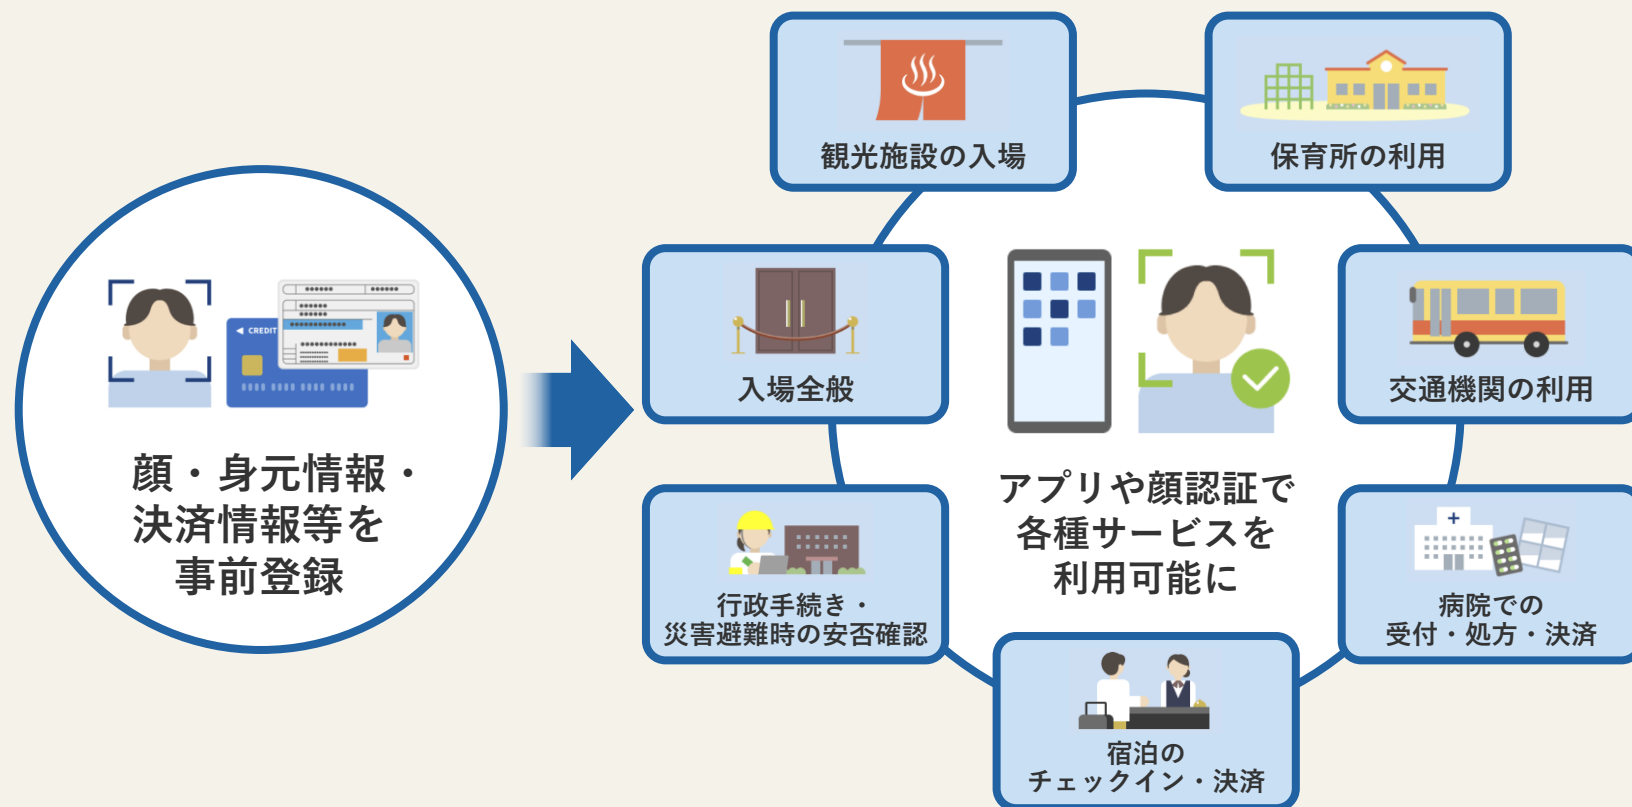 CREDIT
顔・身元情報・
決済情報等を
事前登録
観光施設の入場
保育所の利用
入場全般
交通機関の利用
アプリや顔認証で
各種サービスを
利用可能に
行政手続き・
災害避難時の安否確認
病院での
受付・処方・決済
宿泊の
チェックイン・決済